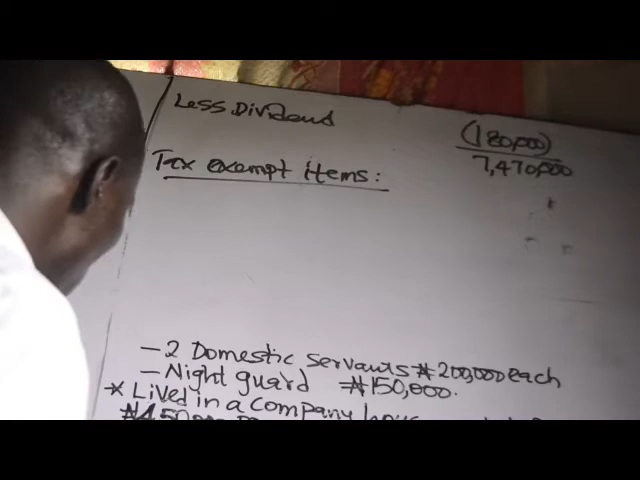 Less Dividend (180,000)
7,470,000
Tax exempt items:
- 2 Domestic servants ₦200,000 each
- Night guard ₦150,000.
* Lived in a company